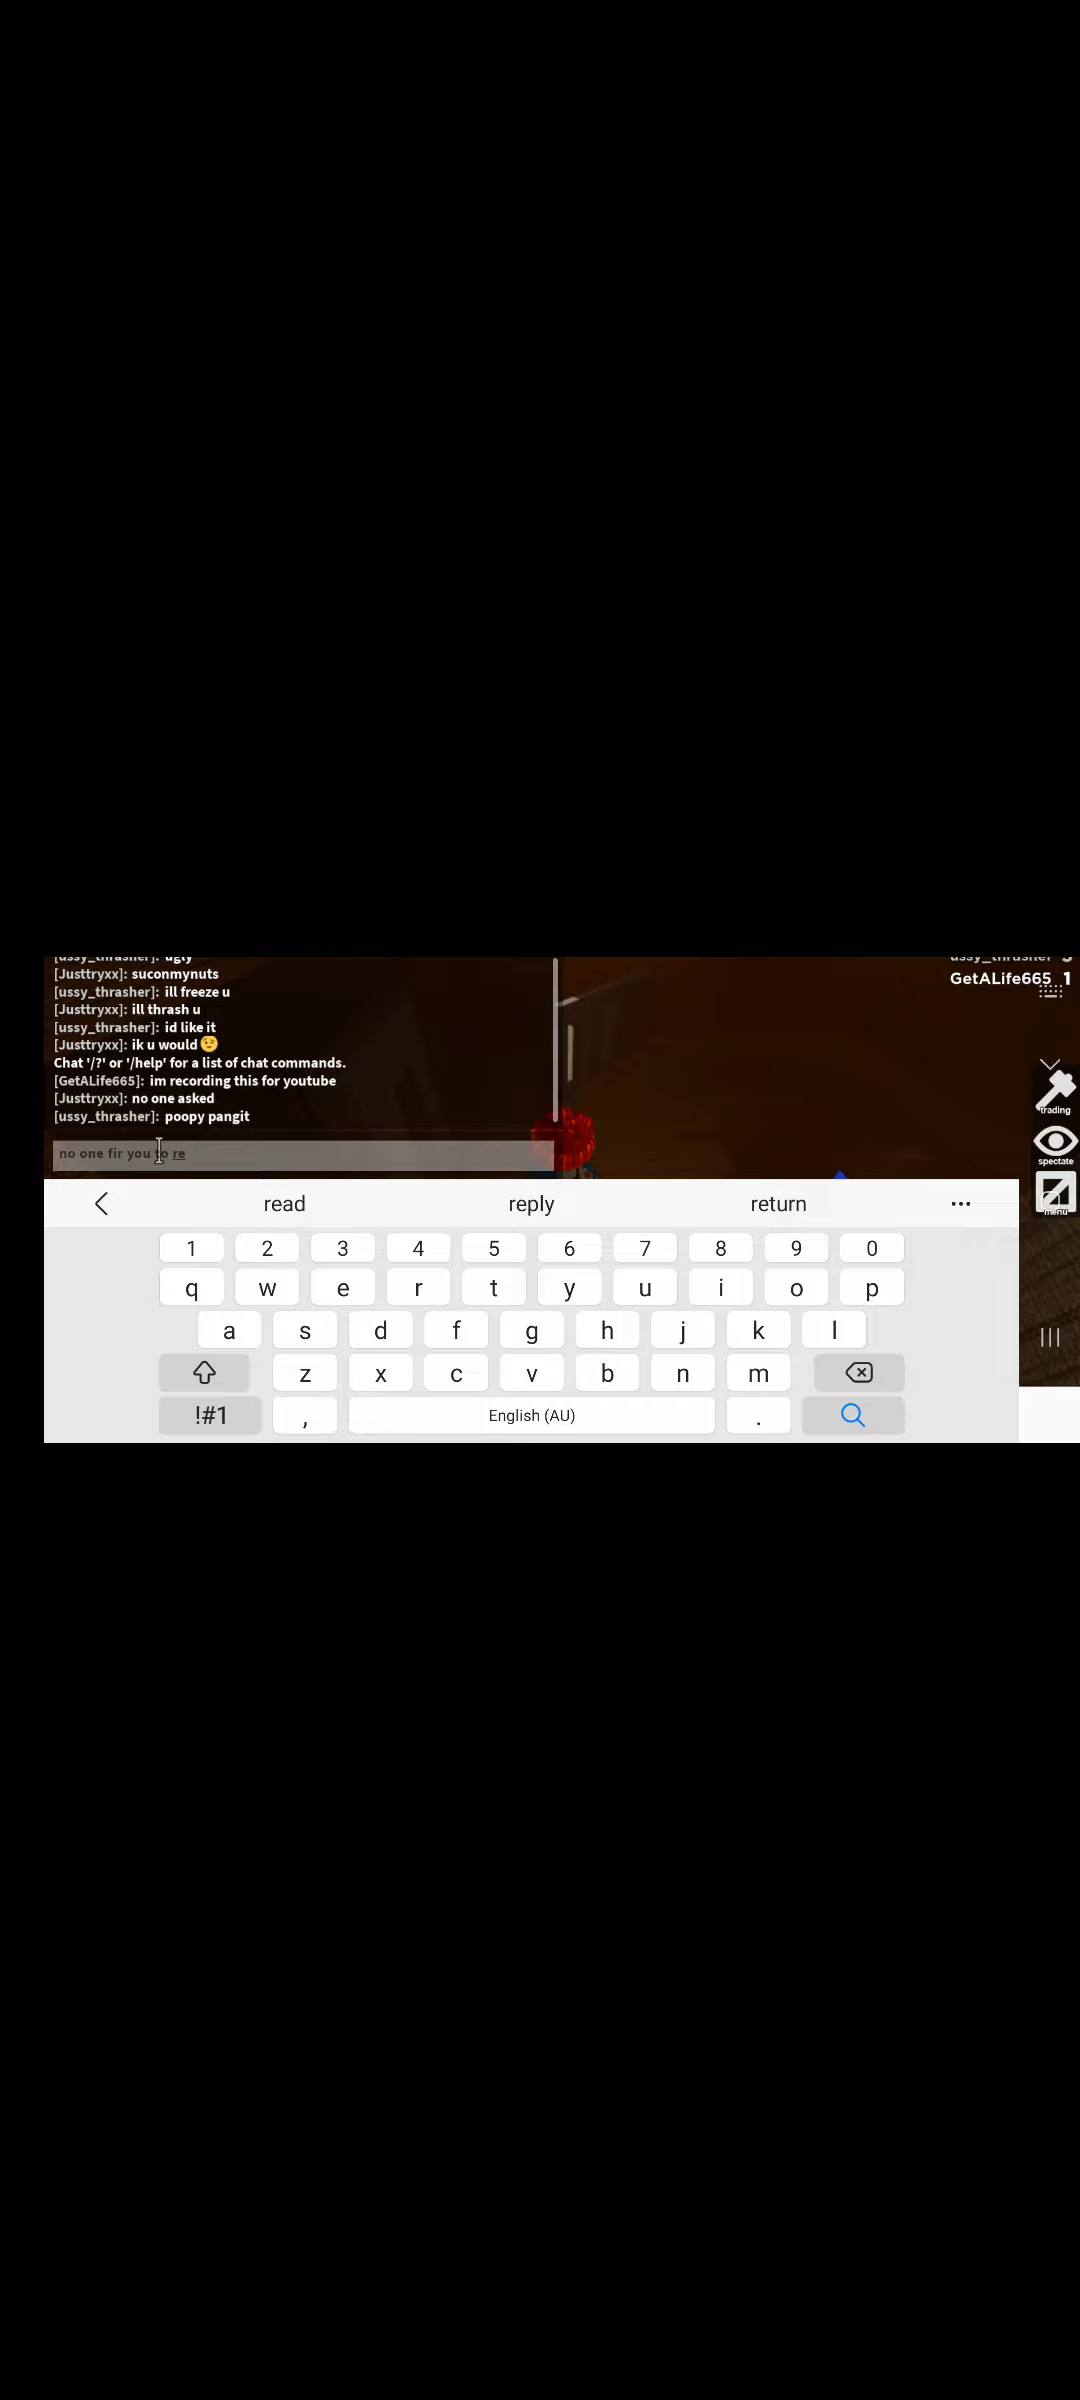 [ussy_thrasher]: ugly
[Justtryxx]: suconmynuts
[ussy_thrasher]: ill freeze u
[Justtryxx]: ill thrash u
[ussy_thrasher]: id like it
[Justtryxx]: ik u would😉
Chat '/?' or '/help' for a list of chat commands.
[GetALife665]: im recording this for youtube
[Justtryxx]: no one asked
[ussy_thrasher]: poopy pangit
no one fir you to re
ussy_thrasher
GetALife665 1
trading
spectate
menu
read reply return
1 2 3 4 5 6 7 8 9 0
q w e r t y u i o p
a s d f g h j k l
z x c v b n m
!#1 , English (AU) .